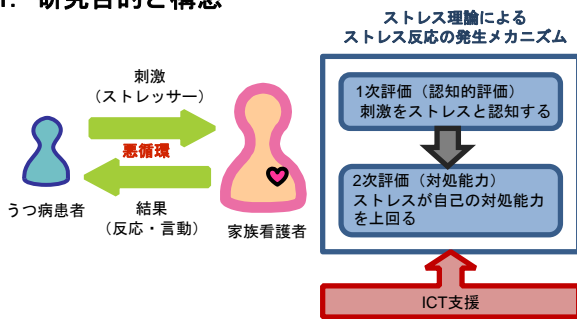 1. 研究目的と構想
ストレス理論による
ストレス反応の発生メカニズム
刺激
（ストレッサー）
悪循環
結果
（反応・言動）
うつ病患者
家族看護者
1次評価（認知的評価）
刺激をストレスと認知する
2次評価（対処能力）
ストレスが自己の対処能力
を上回る
ICT支援